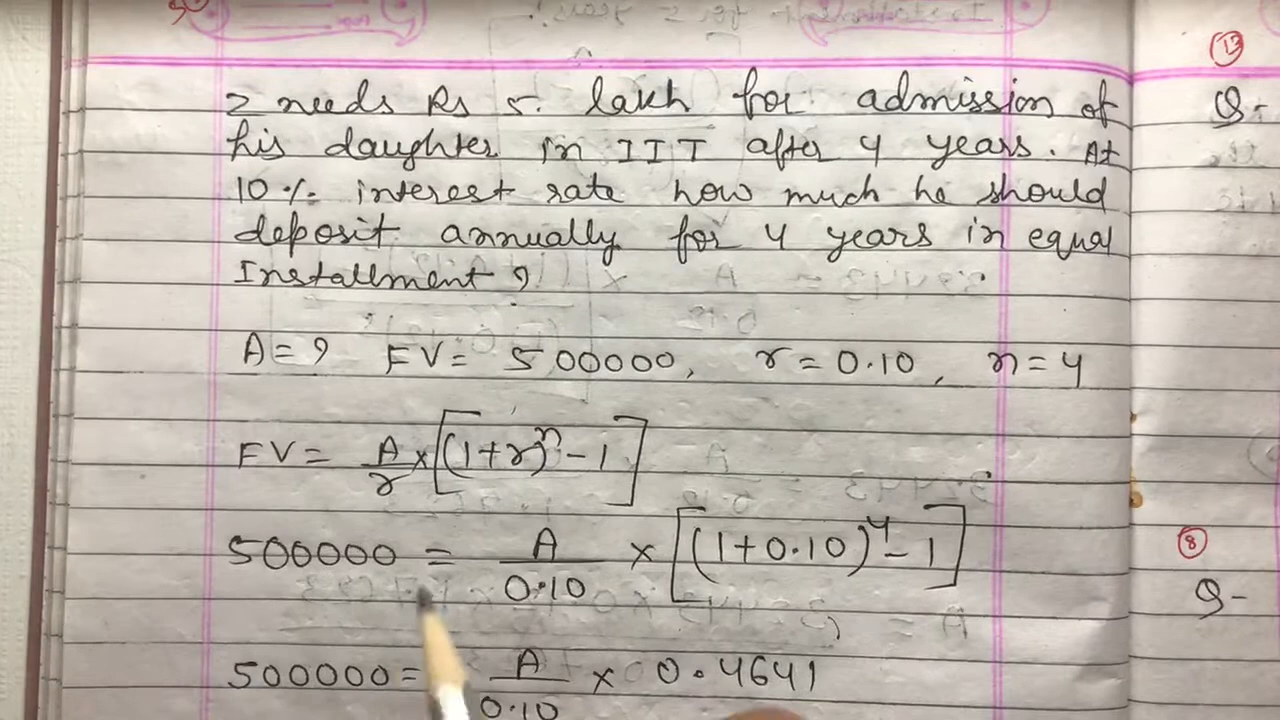 Z needs Rs 5. lakh for admission of
his daughter in IIT after 4 years. At
10% interest rate how much he should
deposit annually for 4 years in equal
Installment ?
A = ? FV = 500000, r = 0.10, n = 4
FV = A/r × [(1+r)^n - 1]
500000 = A/0.10 × [(1+0.10)^4 - 1]
500000 = A/0.10 × 0.4641
13
Q-
8
Q-